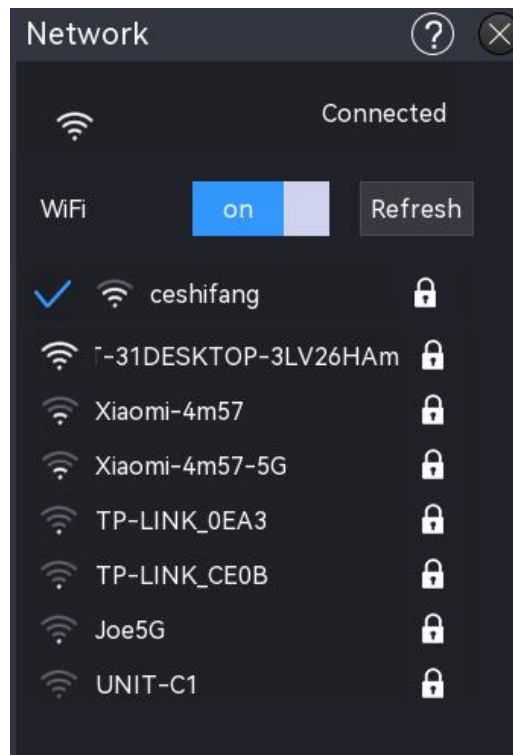 Network ?
Connected
WiFi on Refresh
ceshifang
T-31DESKTOP-3LV26HAm
Xiaomi-4m57
Xiaomi-4m57-5G
TP-LINK_0EA3
TP-LINK_CE0B
Joe5G
UNIT-C1